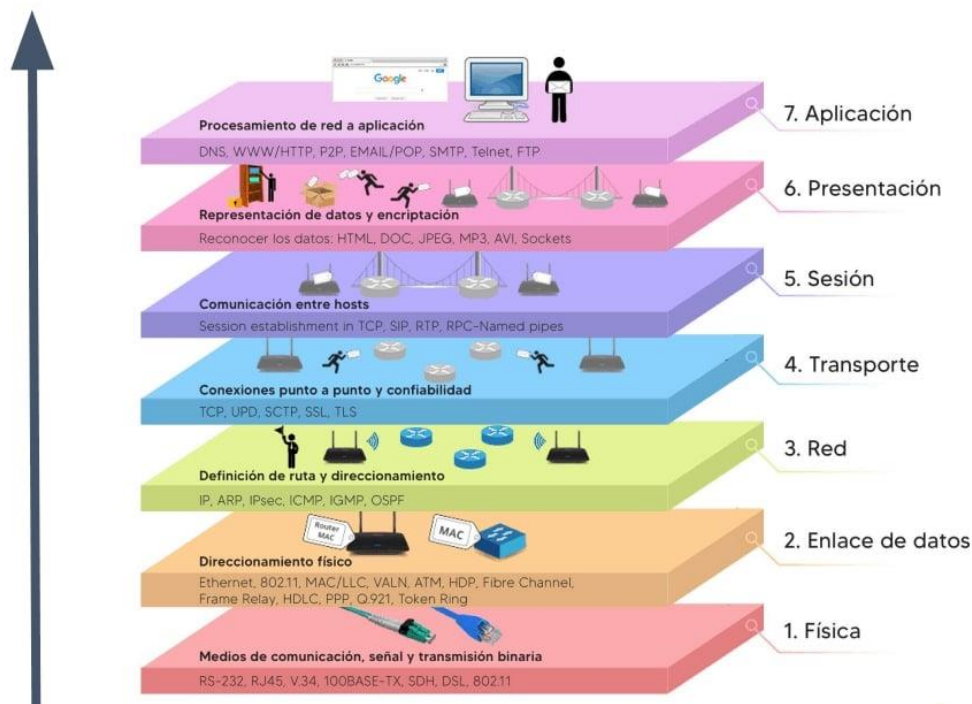 Google
Procesamiento de red a aplicación
DNS, WWW/HTTP, P2P, EMAIL/POP, SMTP, Telnet, FTP
7. Aplicación
Representación de datos y encriptación
Reconocer los datos: HTML, DOC, JPEG, MP3, AVI, Sockets
6. Presentación
Comunicación entre hosts
Session establishment in TCP, SIP, RTP, RPC-Named pipes
5. Sesión
Conexiones punto a punto y confiabilidad
TCP, UPD, SCTP, SSL, TLS
4. Transporte
Definición de ruta y direccionamiento
IP, ARP, IPsec, ICMP, IGMP, OSPF
3. Red
Router
MAC
MAC
Direccionamiento físico
Ethernet, 802.11, MAC/LLC, VALN, ATM, HDP, Fibre Channel,
Frame Relay, HDLC, PPP, Q.921, Token Ring
2. Enlace de datos
Medios de comunicación, señal y transmisión binaria
RS-232, RJ45, V.34, 100BASE-TX, SDH, DSL, 802.11
1. Física